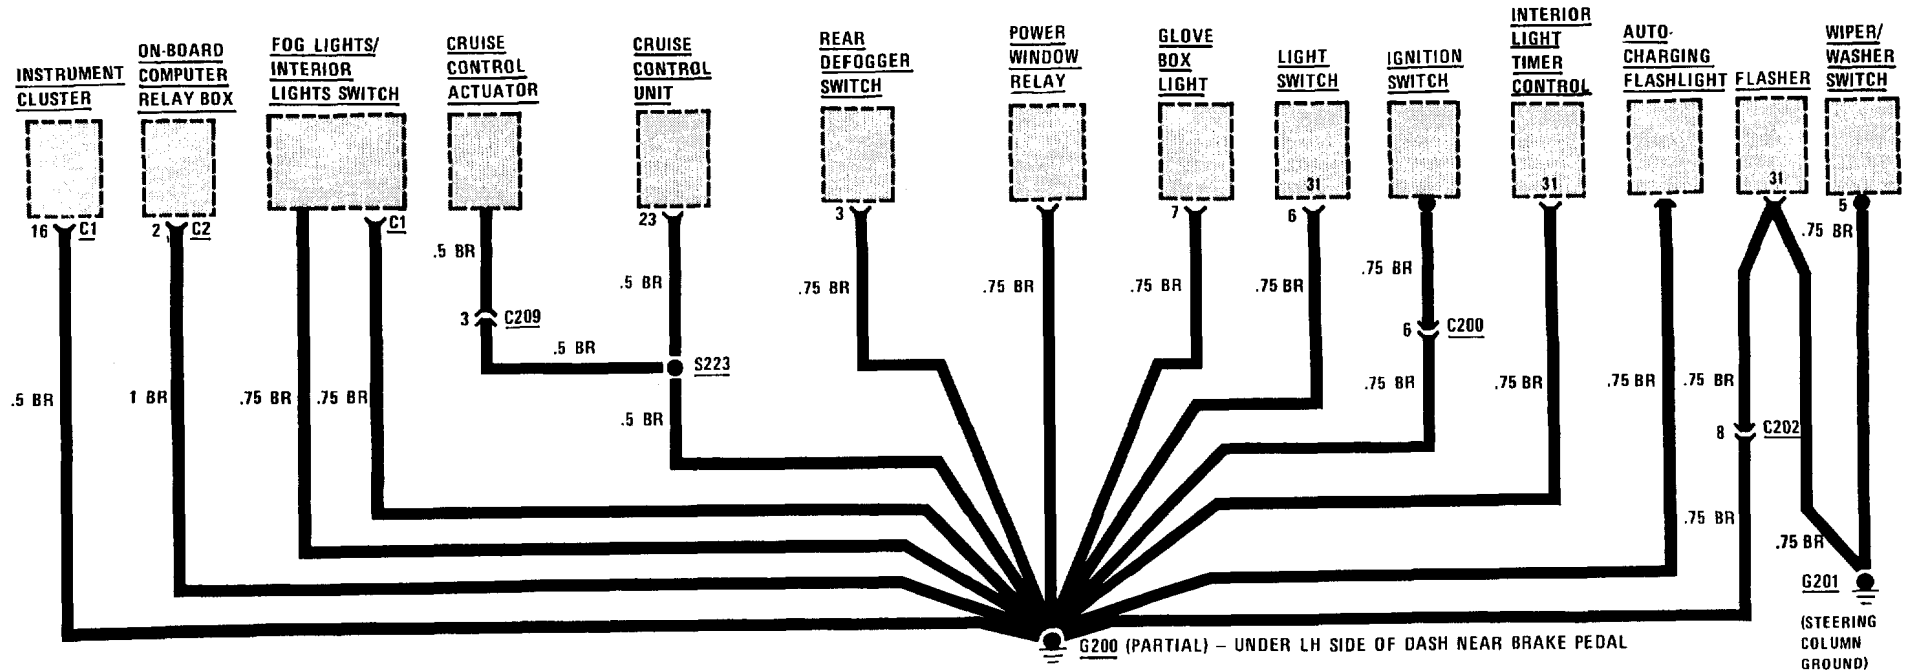 INSTRUMENT
CLUSTER
ON-BOARD
COMPUTER
RELAY BOX
FOG LIGHTS/
INTERIOR
LIGHTS SWITCH
CRUISE
CONTROL
ACTUATOR
CRUISE
CONTROL
UNIT
REAR
DEFOGGER
SWITCH
POWER
WINDOW
RELAY
GLOVE
BOX
LIGHT
LIGHT
SWITCH
IGNITION
SWITCH
INTERIOR
LIGHT
TIMER
CONTROL
AUTO-
CHARGING
FLASHLIGHT
FLASHER
WIPER/
WASHER
SWITCH
31
31
31
16 C1
2 C2
C1
23
3
7
6
5
.75 BR
.5 BR
.5 BR
.75 BR
.75 BR
.75 BR
.75 BR
.75 BR
3 C209
6 C200
.5 BR
S223
.5 BR
1 BR
.75 BR
.75 BR
.5 BR
.75 BR
.75 BR
.75 BR
.75 BR
8 C202
.75 BR
.75 BR
G201
(STEERING
COLUMN
GROUND)
G200 (PARTIAL) – UNDER LH SIDE OF DASH NEAR BRAKE PEDAL